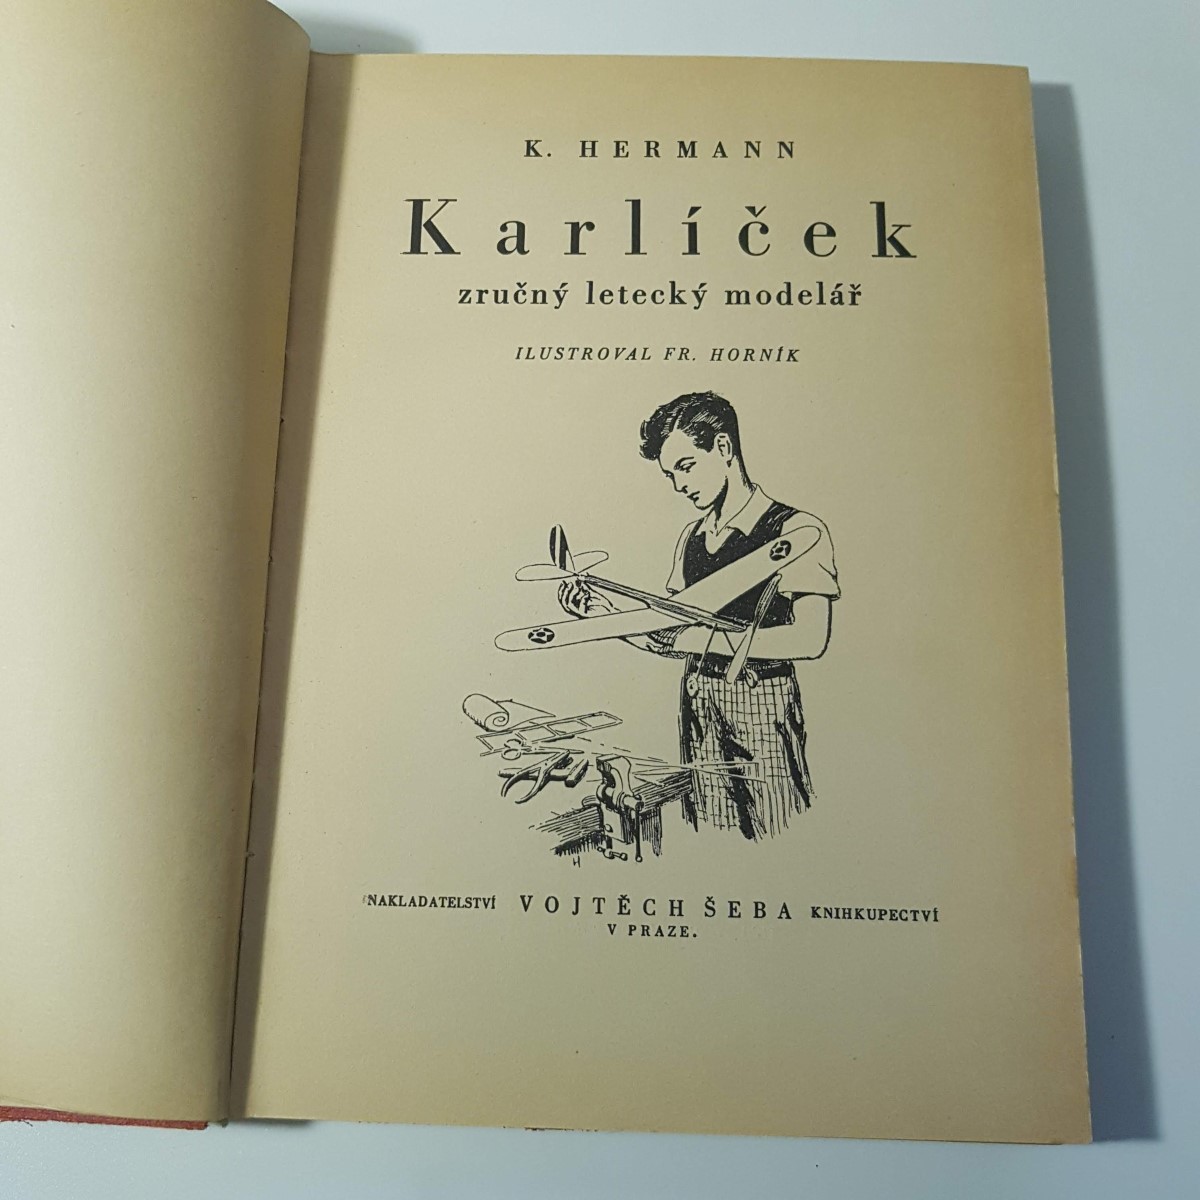 K. HERMANN
Karlíček
zručný letecký modelář
ILUSTROVAL FR. HORNÍK
H
NAKLADATELSTVÍ VOJTĚCH ŠEBA KNIHKUPECTVÍ
V PRAZE.